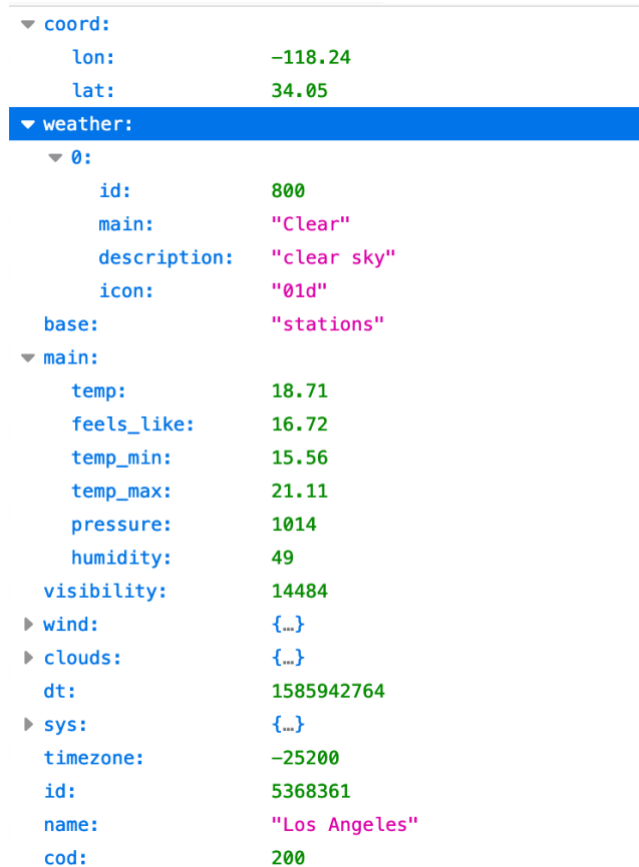 coord:
lon: -118.24
lat: 34.05
weather:
0:
id: 800
main: "Clear"
description: "clear sky"
icon: "01d"
base: "stations"
main:
temp: 18.71
feels_like: 16.72
temp_min: 15.56
temp_max: 21.11
pressure: 1014
humidity: 49
visibility: 14484
wind: {…}
clouds: {…}
dt: 1585942764
sys: {…}
timezone: -25200
id: 5368361
name: "Los Angeles"
cod: 200